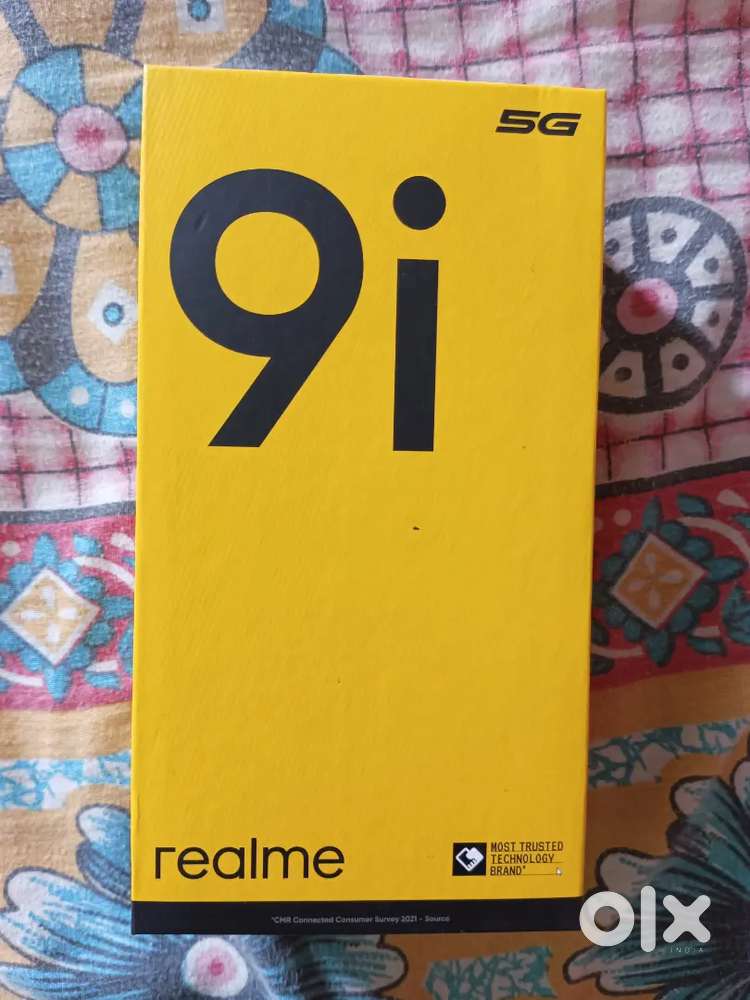 5G
9i
realme
MOST TRUSTED
TECHNOLOGY
BRAND*
*CMR Connected Consumer Survey 2021 - Source
olx
INDIA